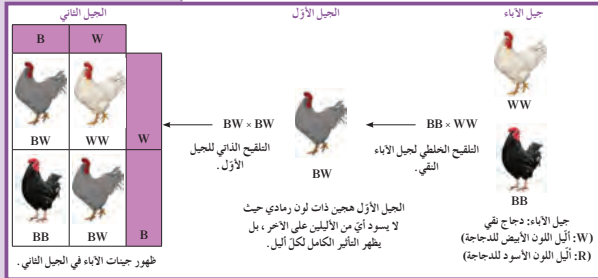 جيل الآباء
الجيل الأوّل
الجيل الثاني
WW
BB
جيل الآباء: دجاج نقي
(W: أليل اللون الأبيض للدجاجة)
(R: أليل اللون الأسود للدجاجة)
BB × WW
التلقيح الخلطي لجيل الآباء
النقي.
BW
الجيل الأوّل هجين ذات لون رمادي حيث
لا يسود أيّ من الأليلين على الآخر، بل
يظهر التأثير الكامل لكلّ أليل.
BW × BW
التلقيح الذاتي للجيل
الأوّل.
B W
BW WW W
BB BW B
ظهور جينات الآباء في الجيل الثاني.